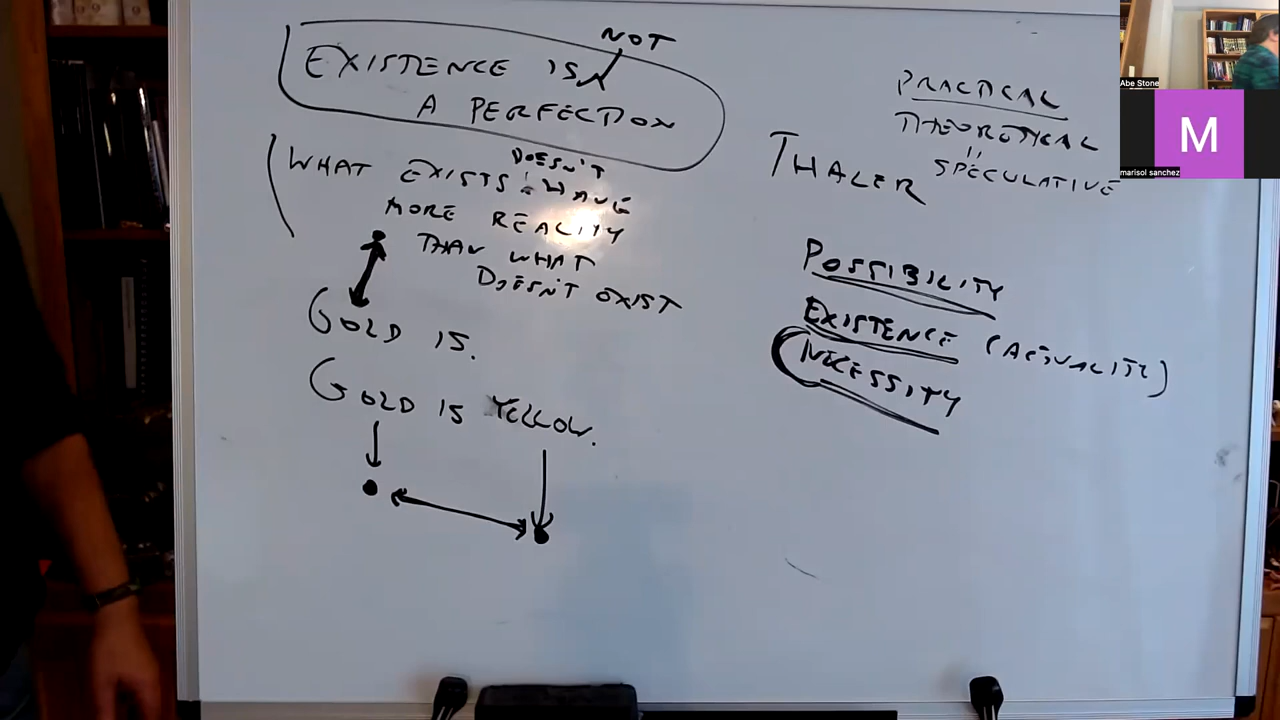 NOT
EXISTENCE IS
A PERFECTION
DOESN'T
WHAT EXISTS HAVE
MORE REALITY
THAN WHAT
DOESN'T EXIST
GOLD IS.
GOLD IS YELLOW.
PRACTICAL
THEORETICAL
"
SPECULATIVE
THALER
POSSIBILITY
EXISTENCE (ACTUALITY)
NECESSITY
Abe Stone
M
marisol sanchez